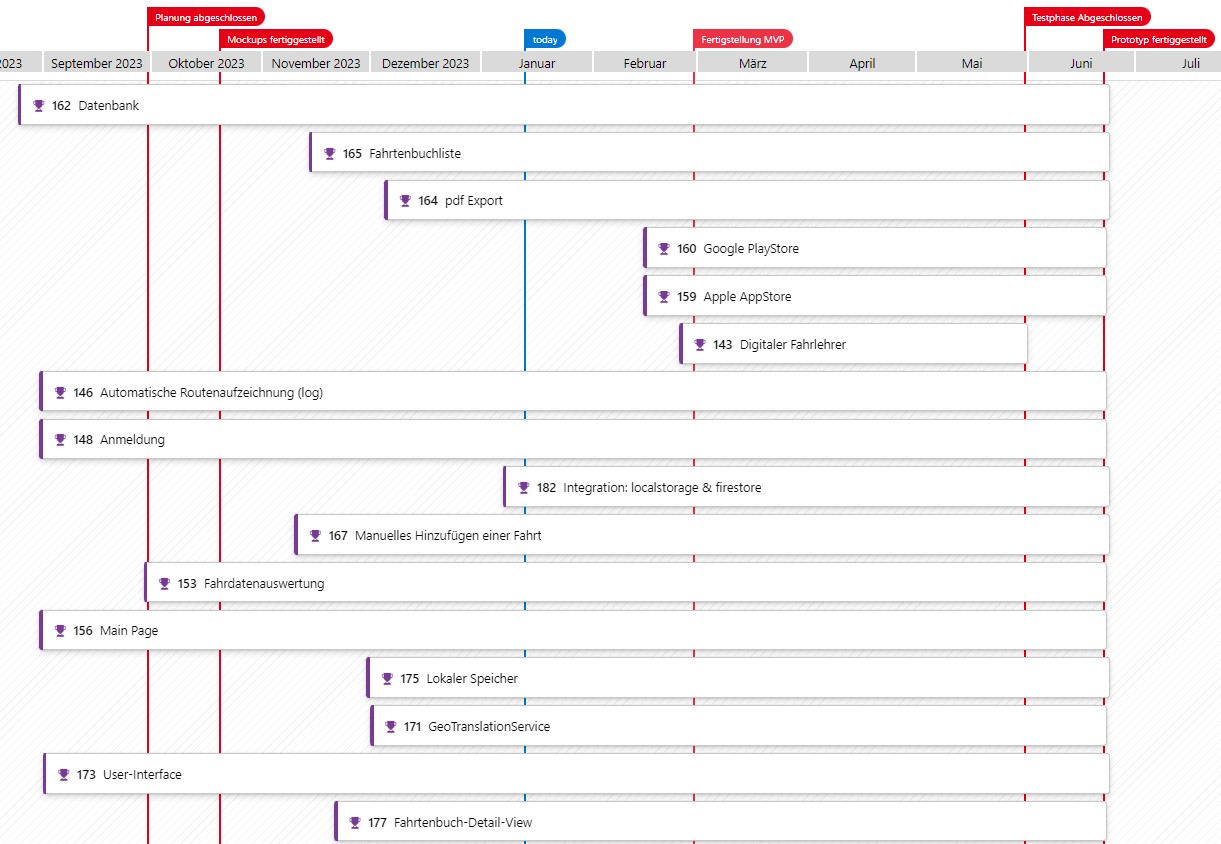 Planung abgeschlossen
Testphase Abgeschlossen
Mockups fertiggestellt
today
Fertigstellung MVP
Prototyp fertiggestellt
2023 September 2023 Oktober 2023 November 2023 Dezember 2023 Januar Februar März April Mai Juni Juli
162 Datenbank
165 Fahrtenbuchliste
164 pdf Export
160 Google PlayStore
159 Apple AppStore
143 Digitaler Fahrlehrer
146 Automatische Routenaufzeichnung (log)
148 Anmeldung
182 Integration: localstorage & firestore
167 Manuelles Hinzufügen einer Fahrt
153 Fahrdatenauswertung
156 Main Page
175 Lokaler Speicher
171 GeoTranslationService
173 User-Interface
177 Fahrtenbuch-Detail-View